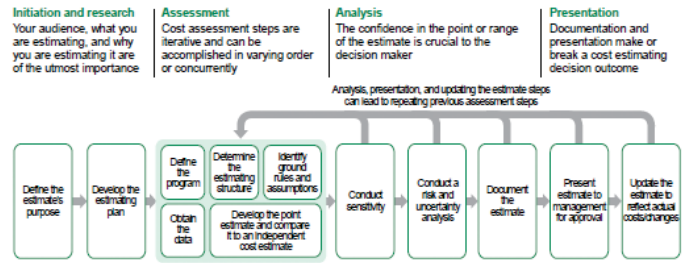 Initiation and research
Your audience, what you
are estimating, and why
you are estimating it are
of the utmost importance
Assessment
Cost assessment steps are
iterative and can be
accomplished in varying order
or concurrently
Analysis
The confidence in the point or range
of the estimate is crucial to the
decision maker
Presentation
Documentation and
presentation make or
break a cost estimating
decision outcome
Analysis, presentation, and updating the estimate steps
can lead to repeating previous assessment steps
Define the
estimate's
purpose
Develop the
estimating
plan
Define
the
program
Determine
the
estimating
structure
Identify
ground
rules and
assumptions
Obtain
the
data
Develop the point
estimate and compare
it to an independent
cost estimate
Conduct
sensitivity
Conduct a
risk and
uncertainty
analysis
Document
the
estimate
Present
estimate to
management
for approval
Update the
estimate to
reflect actual
costs/changes